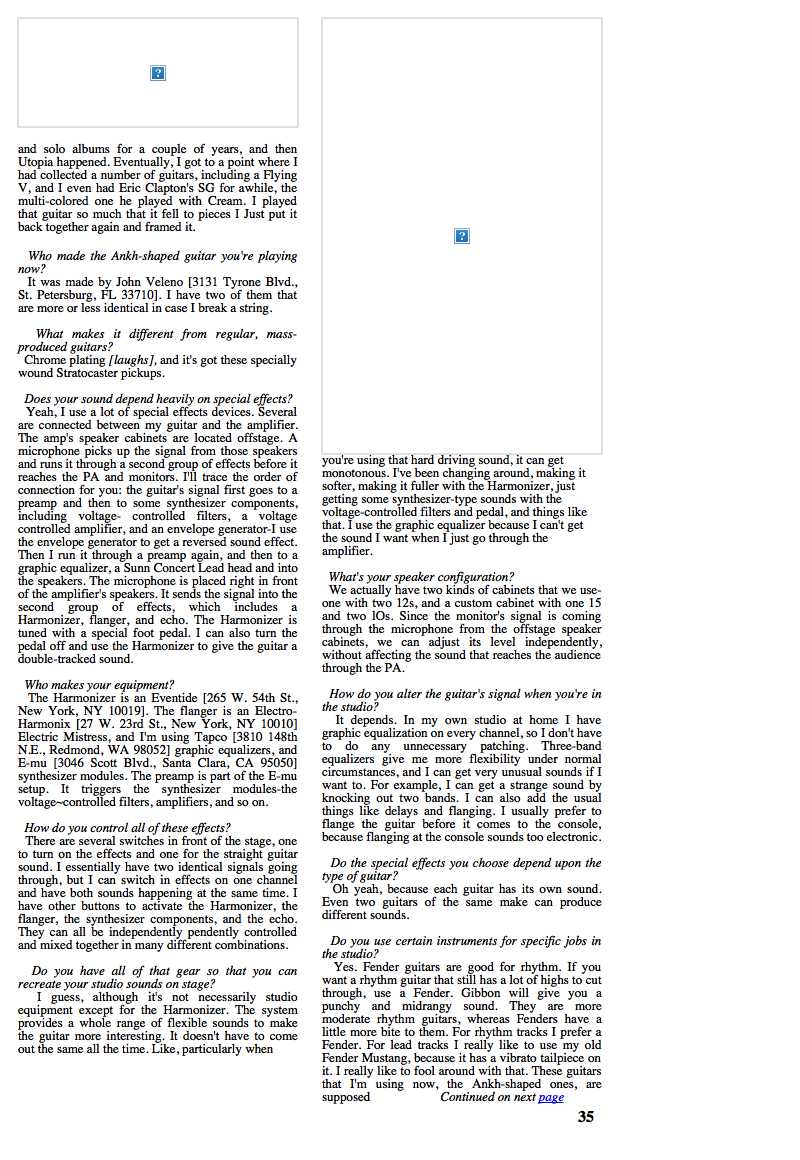 and solo albums for a couple of years, and then
Utopia happened. Eventually, I got to a point where I
had collected a number of guitars, including a Flying
V, and I even had Eric Clapton's SG for awhile, the
multi-colored one he played with Cream. I played
that guitar so much that it fell to pieces I Just put it
back together again and framed it.
Who made the Ankh-shaped guitar you're playing
now?
It was made by John Veleno [3131 Tyrone Blvd.,
St. Petersburg, FL 33710]. I have two of them that
are more or less identical in case I break a string.
What makes it different from regular, mass-
produced guitars?
Chrome plating [laughs], and it's got these specially
wound Stratocaster pickups.
Does your sound depend heavily on special effects?
Yeah, I use a lot of special effects devices. Several
are connected between my guitar and the amplifier.
The amp's speaker cabinets are located offstage. A
microphone picks up the signal from those speakers
and runs it through a second group of effects before it
reaches the PA and monitors. I'll trace the order of
connection for you: the guitar's signal first goes to a
preamp and then to some synthesizer components,
including voltage- controlled filters, a voltage
controlled amplifier, and an envelope generator-I use
the envelope generator to get a reversed sound effect.
Then I run it through a preamp again, and then to a
graphic equalizer, a Sunn Concert Lead head and into
the speakers. The microphone is placed right in front
of the amplifier's speakers. It sends the signal into the
second group of effects, which includes a
Harmonizer, flanger, and echo. The Harmonizer is
tuned with a special foot pedal. I can also turn the
pedal off and use the Harmonizer to give the guitar a
double-tracked sound.
Who makes your equipment?
The Harmonizer is an Eventide [265 W. 54th St.,
New York, NY 10019]. The flanger is an Electro-
Harmonix [27 W. 23rd St., New York, NY 10010]
Electric Mistress, and I'm using Tapco [3810 148th
N.E., Redmond, WA 98052] graphic equalizers, and
E-mu [3046 Scott Blvd., Santa Clara, CA 95050]
synthesizer modules. The preamp is part of the E-mu
setup. It triggers the synthesizer modules-the
voltage~controlled filters, amplifiers, and so on.
How do you control all of these effects?
There are several switches in front of the stage, one
to turn on the effects and one for the straight guitar
sound. I essentially have two identical signals going
through, but I can switch in effects on one channel
and have both sounds happening at the same time. I
have other buttons to activate the Harmonizer, the
flanger, the synthesizer components, and the echo.
They can all be independently pendently controlled
and mixed together in many different combinations.
Do you have all of that gear so that you can
recreate your studio sounds on stage?
I guess, although it's not necessarily studio
equipment except for the Harmonizer. The system
provides a whole range of flexible sounds to make
the guitar more interesting. It doesn't have to come
out the same all the time. Like, particularly when
you're using that hard driving sound, it can get
monotonous. I've been changing around, making it
softer, making it fuller with the Harmonizer, just
getting some synthesizer-type sounds with the
voltage-controlled filters and pedal, and things like
that. I use the graphic equalizer because I can't get
the sound I want when I just go through the
amplifier.
What's your speaker configuration?
We actually have two kinds of cabinets that we use-
one with two 12s, and a custom cabinet with one 15
and two lOs. Since the monitor's signal is coming
through the microphone from the offstage speaker
cabinets, we can adjust its level independently,
without affecting the sound that reaches the audience
through the PA.
How do you alter the guitar's signal when you're in
the studio?
It depends. In my own studio at home I have
graphic equalization on every channel, so I don't have
to do any unnecessary patching. Three-band
equalizers give me more flexibility under normal
circumstances, and I can get very unusual sounds if I
want to. For example, I can get a strange sound by
knocking out two bands. I can also add the usual
things like delays and flanging. I usually prefer to
flange the guitar before it comes to the console,
because flanging at the console sounds too electronic.
Do the special effects you choose depend upon the
type of guitar?
Oh yeah, because each guitar has its own sound.
Even two guitars of the same make can produce
different sounds.
Do you use certain instruments for specific jobs in
the studio?
Yes. Fender guitars are good for rhythm. If you
want a rhythm guitar that still has a lot of highs to cut
through, use a Fender. Gibbon will give you a
punchy and midrangy sound. They are more
moderate rhythm guitars, whereas Fenders have a
little more bite to them. For rhythm tracks I prefer a
Fender. For lead tracks I really like to use my old
Fender Mustang, because it has a vibrato tailpiece on
it. I really like to fool around with that. These guitars
that I'm using now, the Ankh-shaped ones, are
supposed Continued on next page
35